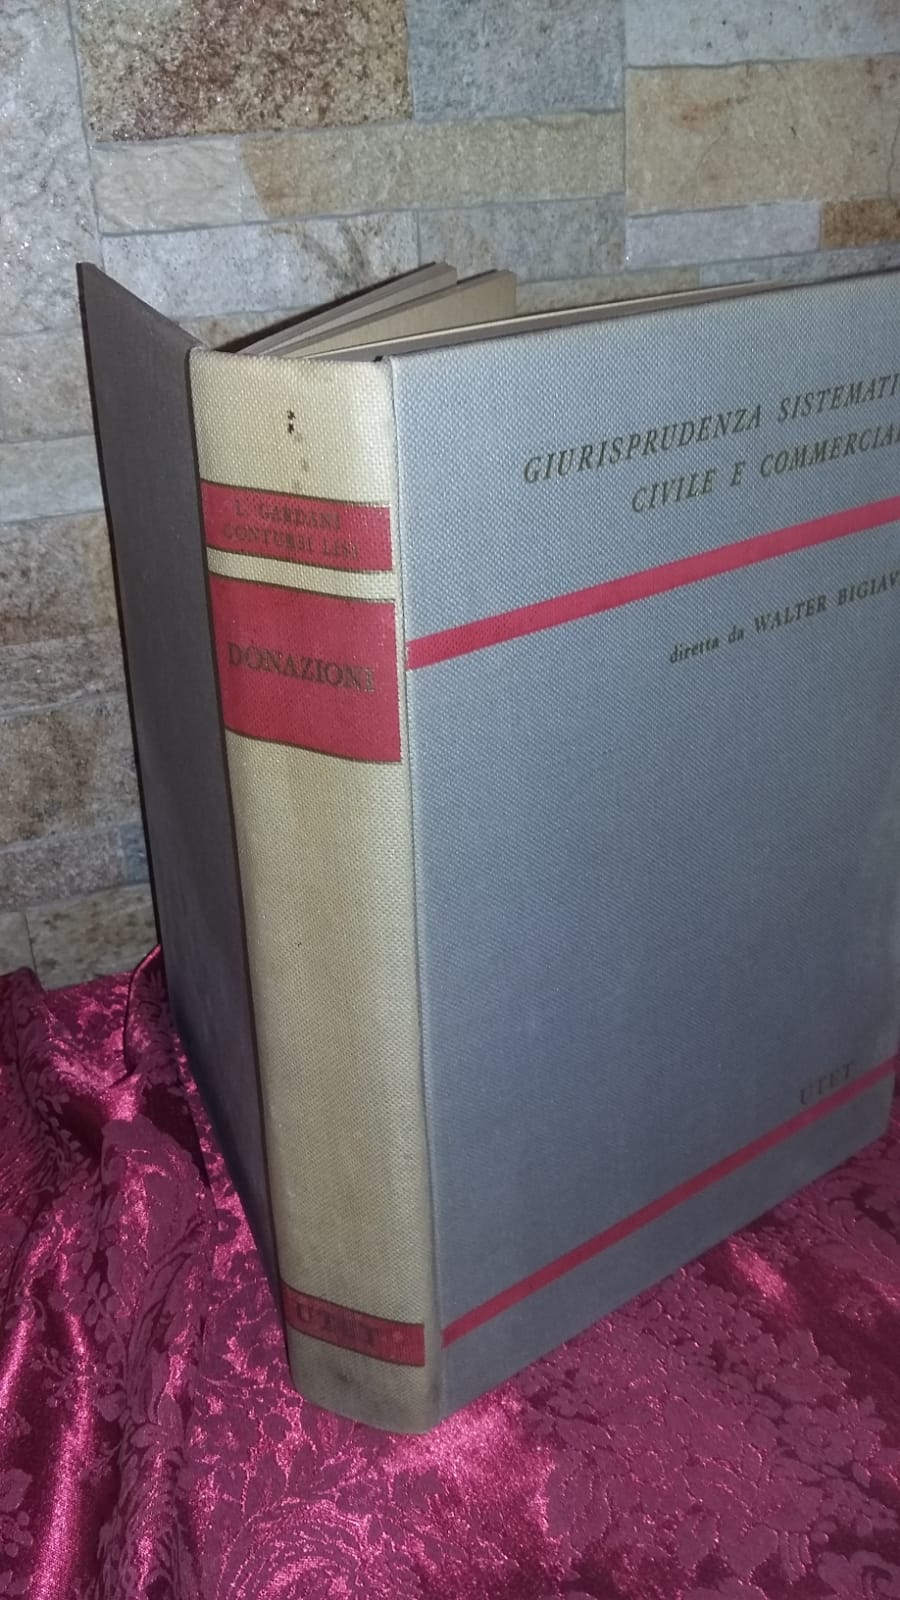 L. GARDANI
CONTURSI LISI
DONAZIONI
UTET
GIURISPRUDENZA SISTEMATI
CIVILE E COMMERCIAL
diretta da WALTER BIGIAV
UTET